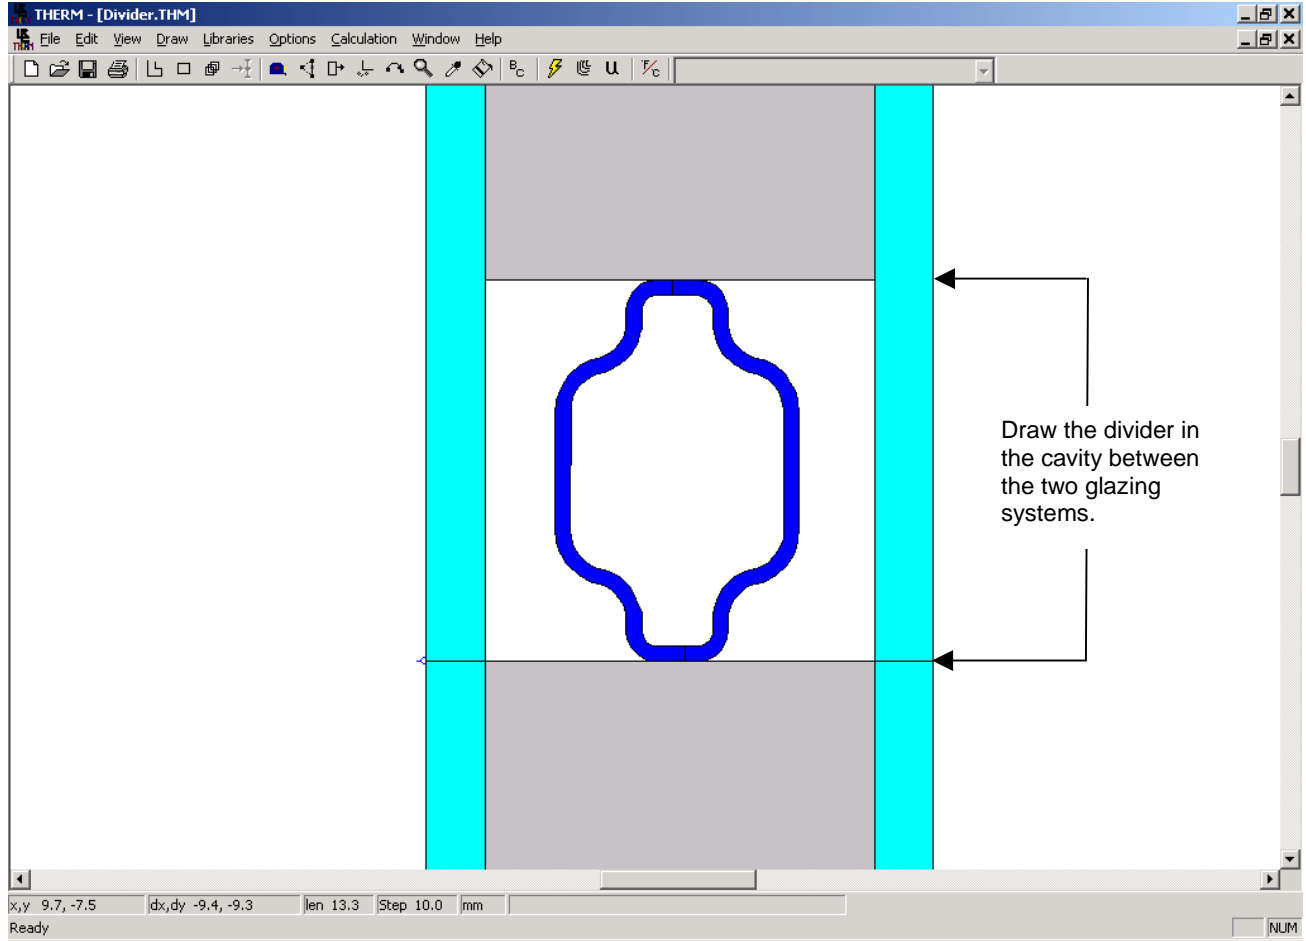 THERM - [Divider.THM]
File Edit View Draw Libraries Options Calculation Window Help
BC U F/C
Draw the divider in
the cavity between
the two glazing
systems.
x,y 9.7, -7.5 dx,dy -9.4, -9.3 len 13.3 Step 10.0 mm
Ready NUM